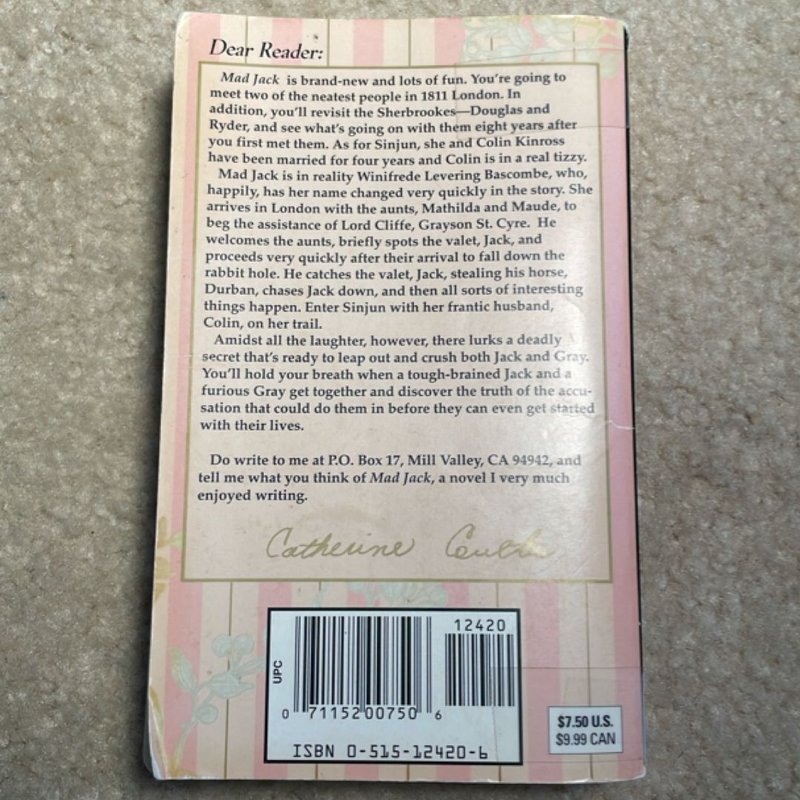 Dear Reader:
Mad Jack is brand-new and lots of fun. You're going to
meet two of the neatest people in 1811 London. In
addition, you'll revisit the Sherbrookes—Douglas and
Ryder, and see what's going on with them eight years after
you first met them. As for Sinjun, she and Colin Kinross
have been married for four years and Colin is in a real tizzy.
Mad Jack is in reality Winifrede Levering Bascombe, who,
happily, has her name changed very quickly in the story. She
arrives in London with the aunts, Mathilda and Maude, to
beg the assistance of Lord Cliffe, Grayson St. Cyre. He
welcomes the aunts, briefly spots the valet, Jack, and
proceeds very quickly after their arrival to fall down the
rabbit hole. He catches the valet, Jack, stealing his horse,
Durban, chases Jack down, and then all sorts of interesting
things happen. Enter Sinjun with her frantic husband,
Colin, on her trail.
Amidst all the laughter, however, there lurks a deadly
secret that's ready to leap out and crush both Jack and Gray.
You'll hold your breath when a tough-brained Jack and a
furious Gray get together and discover the truth of the accu-
sation that could do them in before they can even get started
with their lives.
Do write to me at P.O. Box 17, Mill Valley, CA 94942, and
tell me what you think of Mad Jack, a novel I very much
enjoyed writing.
Catherine Coulter
12420
UPC
0 71152 00750 6
ISBN 0-515-12420-6
$7.50 U.S.
$9.99 CAN